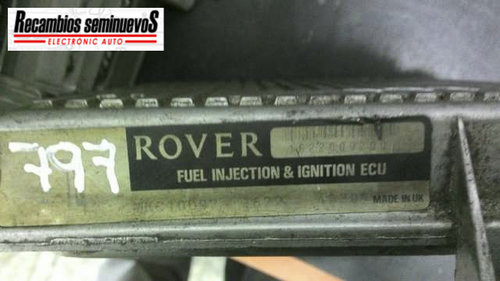 Recambios seminuevos
ELECTRONIC AUTO
797
ROVER
FUEL INJECTION & IGNITION ECU
MADE IN UK